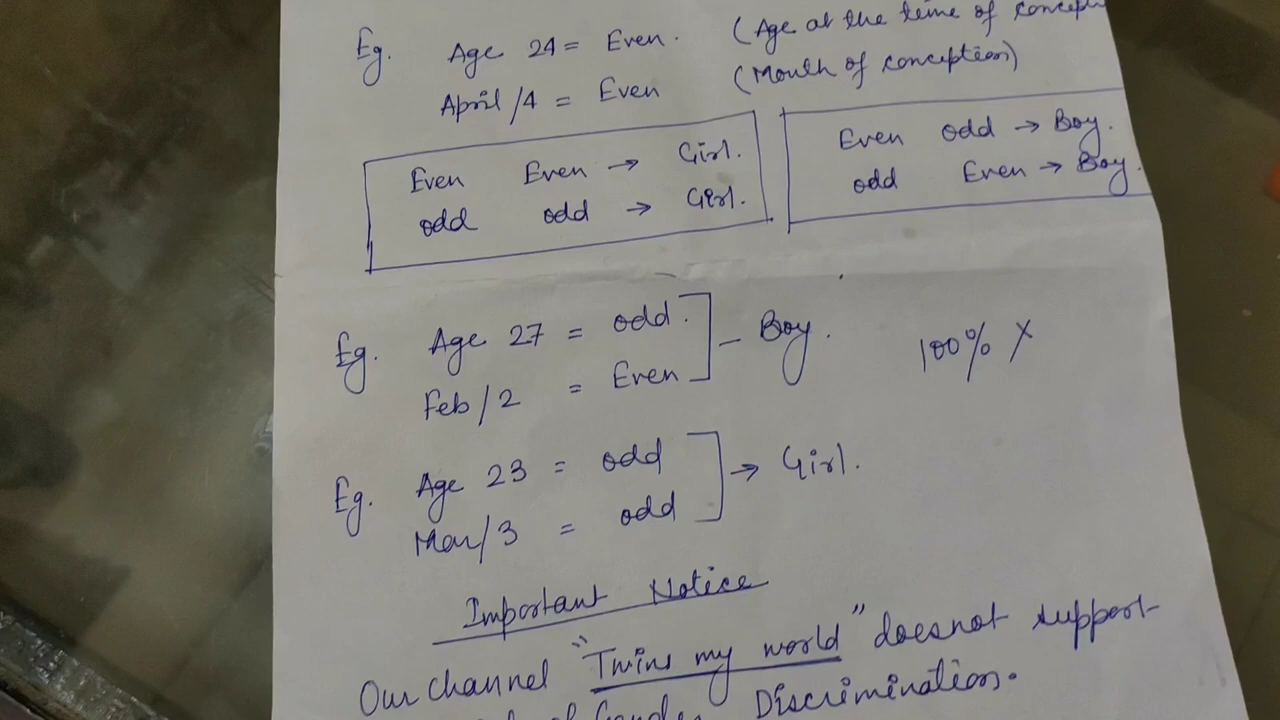 Eg. Age 24 = Even. (Age at the time of
April /4 = Even (Month of conception)
Even Even → Girl.
odd odd → Girl.
Even odd → Boy.
odd Even → Boy.
Eg. Age 27 = odd.
Feb/2 = Even
– Boy. 100% X
Eg. Age 23 = odd
Mar/3 = odd
→ Girl.
Important Notice
Our channel "Twins my world" doesnot support
Discrimination.